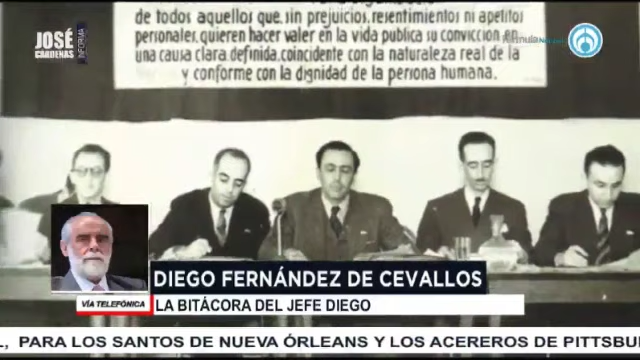 de todos aquellos que, sin prejuicios, resentimientos ni apetitos
personales, quieren hacer valer en la vida pública su convicción en
una causa clara, definida, coincidente con la naturaleza real de la
y conforme con la dignidad de la persona humana.
JOSÉ
CÁRDENAS
INFORMA
DIEGO FERNÁNDEZ DE CEVALLOS
VÍA TELEFÓNICA
LA BITÁCORA DEL JEFE DIEGO
L, PARA LOS SANTOS DE NUEVA ÓRLEANS Y LOS ACEREROS DE PITTSBU